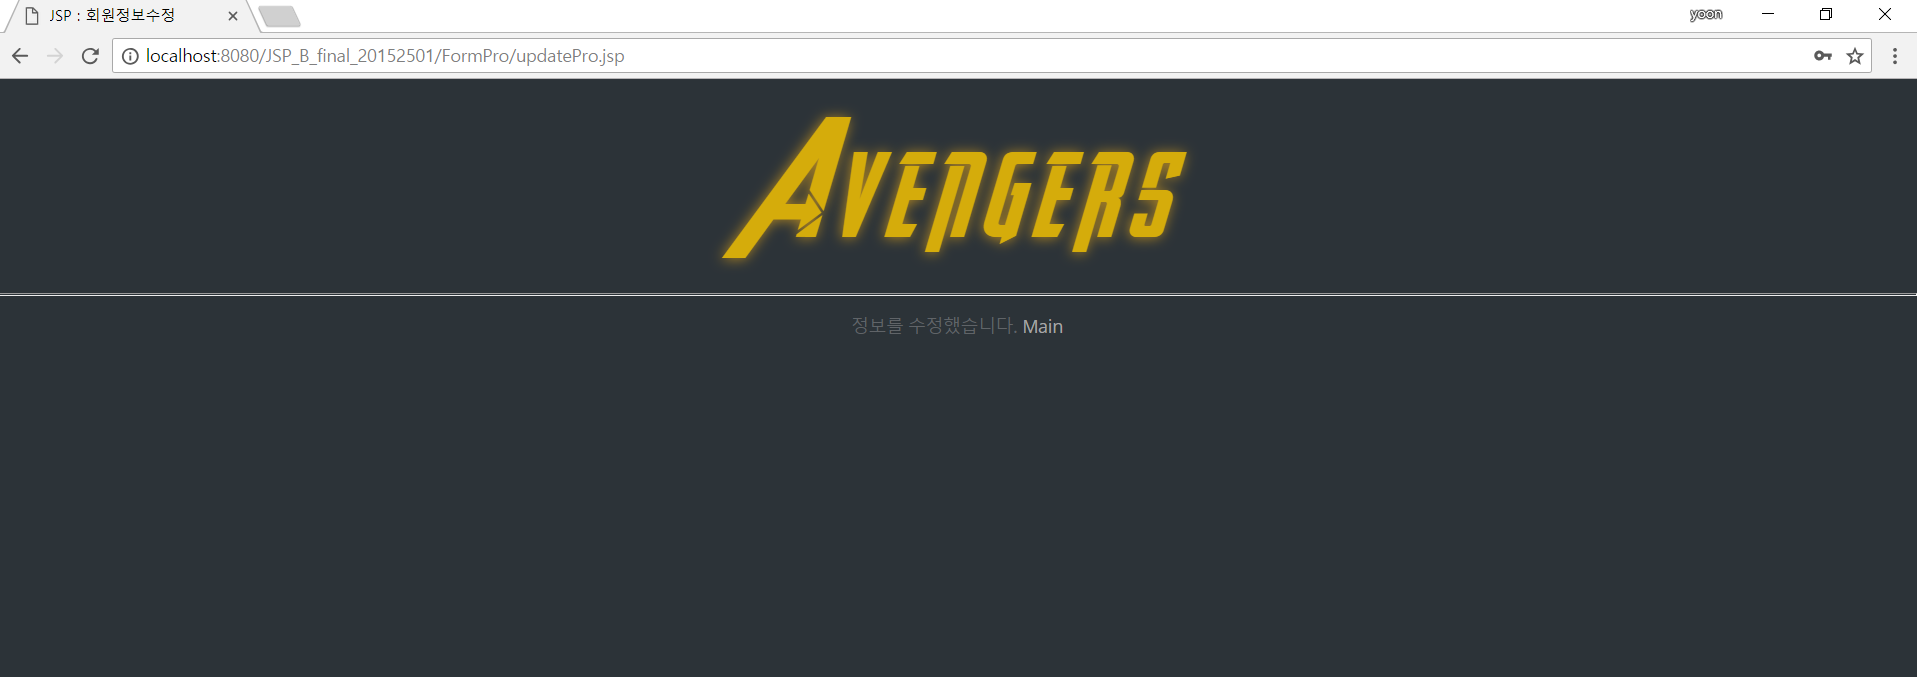 JSP : 회원정보수정
yoon
localhost:8080/JSP_B_final_20152501/FormPro/updatePro.jsp
AVENGERS
정보를 수정했습니다. Main